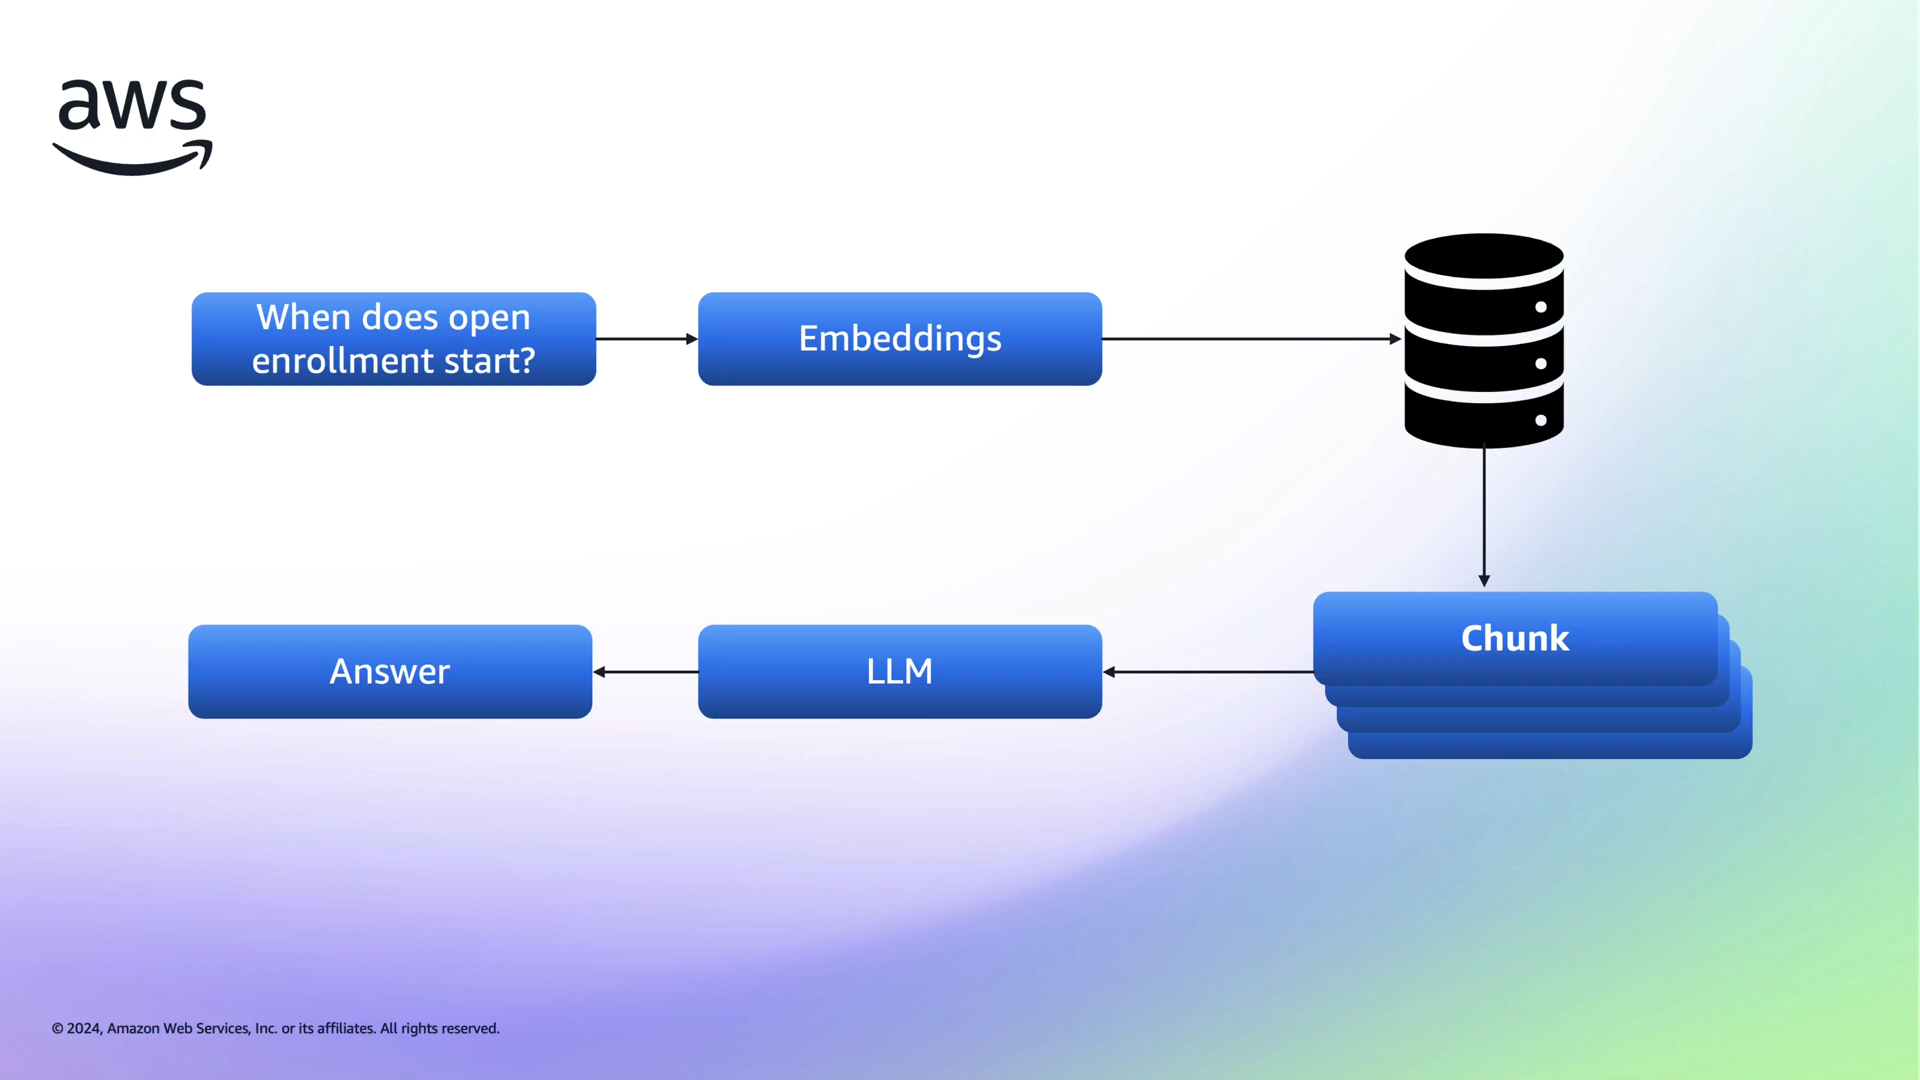 aws
When does open
enrollment start?
Embeddings
Chunk
LLM
Answer
© 2024, Amazon Web Services, Inc. or its affiliates. All rights reserved.